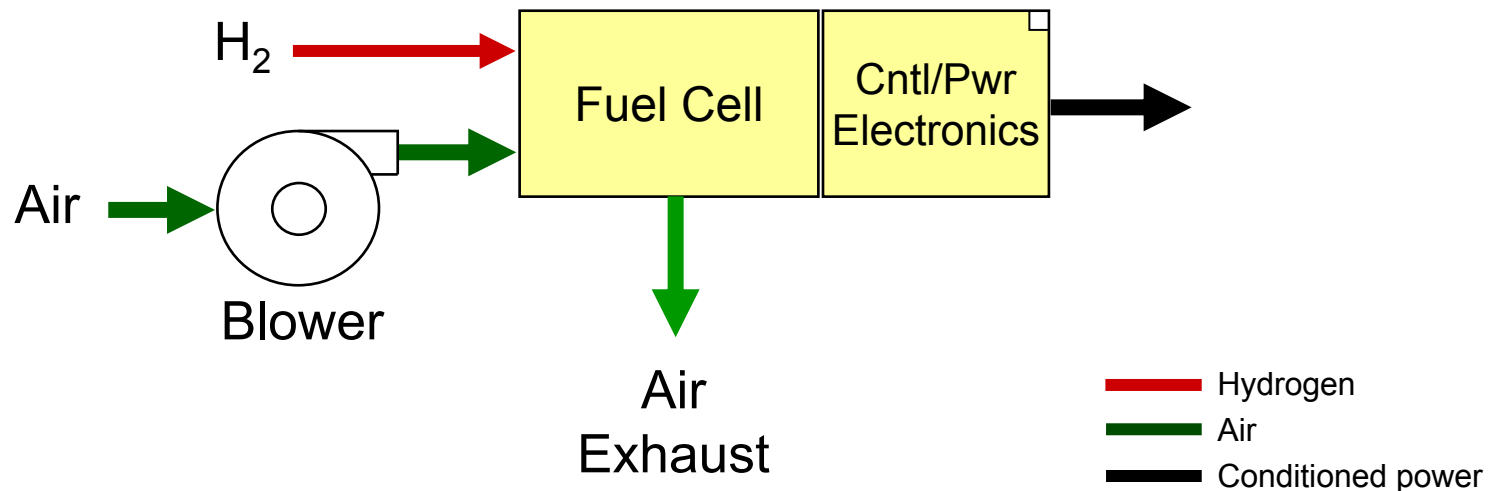 H₂
Fuel Cell
Cntl/Pwr
Electronics
Air
Blower
Air
Exhaust
Hydrogen
Air
Conditioned power